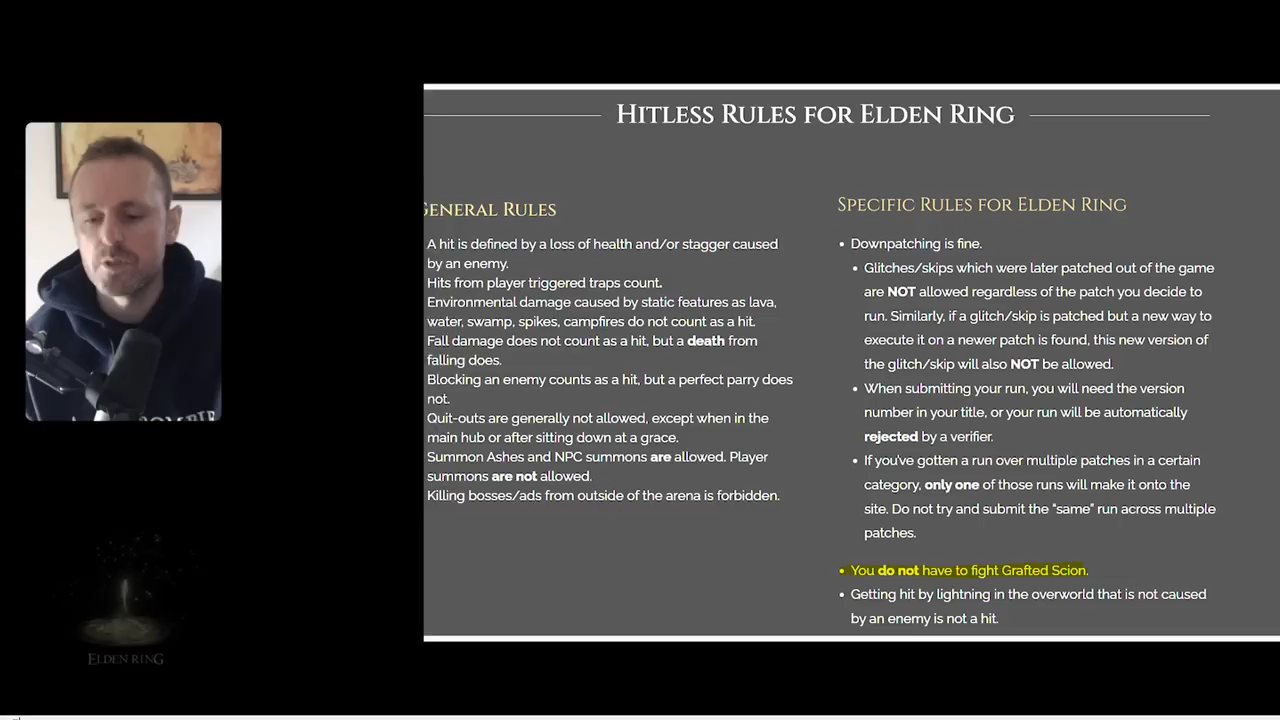 HITLESS RULES FOR ELDEN RING
GENERAL RULES
A hit is defined by a loss of health and/or stagger caused
by an enemy.
Hits from player triggered traps count.
Environmental damage caused by static features as lava,
water, swamp, spikes, campfires do not count as a hit.
Fall damage does not count as a hit, but a death from
falling does.
Blocking an enemy counts as a hit, but a perfect parry does
not.
Quit-outs are generally not allowed, except when in the
main hub or after sitting down at a grace.
Summon Ashes and NPC summons are allowed. Player
summons are not allowed.
Killing bosses/ads from outside of the arena is forbidden.
SPECIFIC RULES FOR ELDEN RING
• Downpatching is fine.
• Glitches/skips which were later patched out of the game
are NOT allowed regardless of the patch you decide to
run. Similarly, if a glitch/skip is patched but a new way to
execute it on a newer patch is found, this new version of
the glitch/skip will also NOT be allowed.
• When submitting your run, you will need the version
number in your title, or your run will be automatically
rejected by a verifier.
• If you've gotten a run over multiple patches in a certain
category, only one of those runs will make it onto the
site. Do not try and submit the "same" run across multiple
patches.
• You do not have to fight Grafted Scion.
• Getting hit by lightning in the overworld that is not caused
by an enemy is not a hit.
ELDEN RING